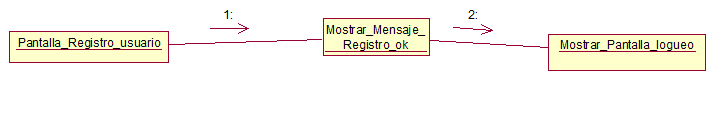 1:
2:
Pantalla_Registro_usuario
Mostrar_Mensaje_
Registro_ok
Mostrar_Pantalla_logueo